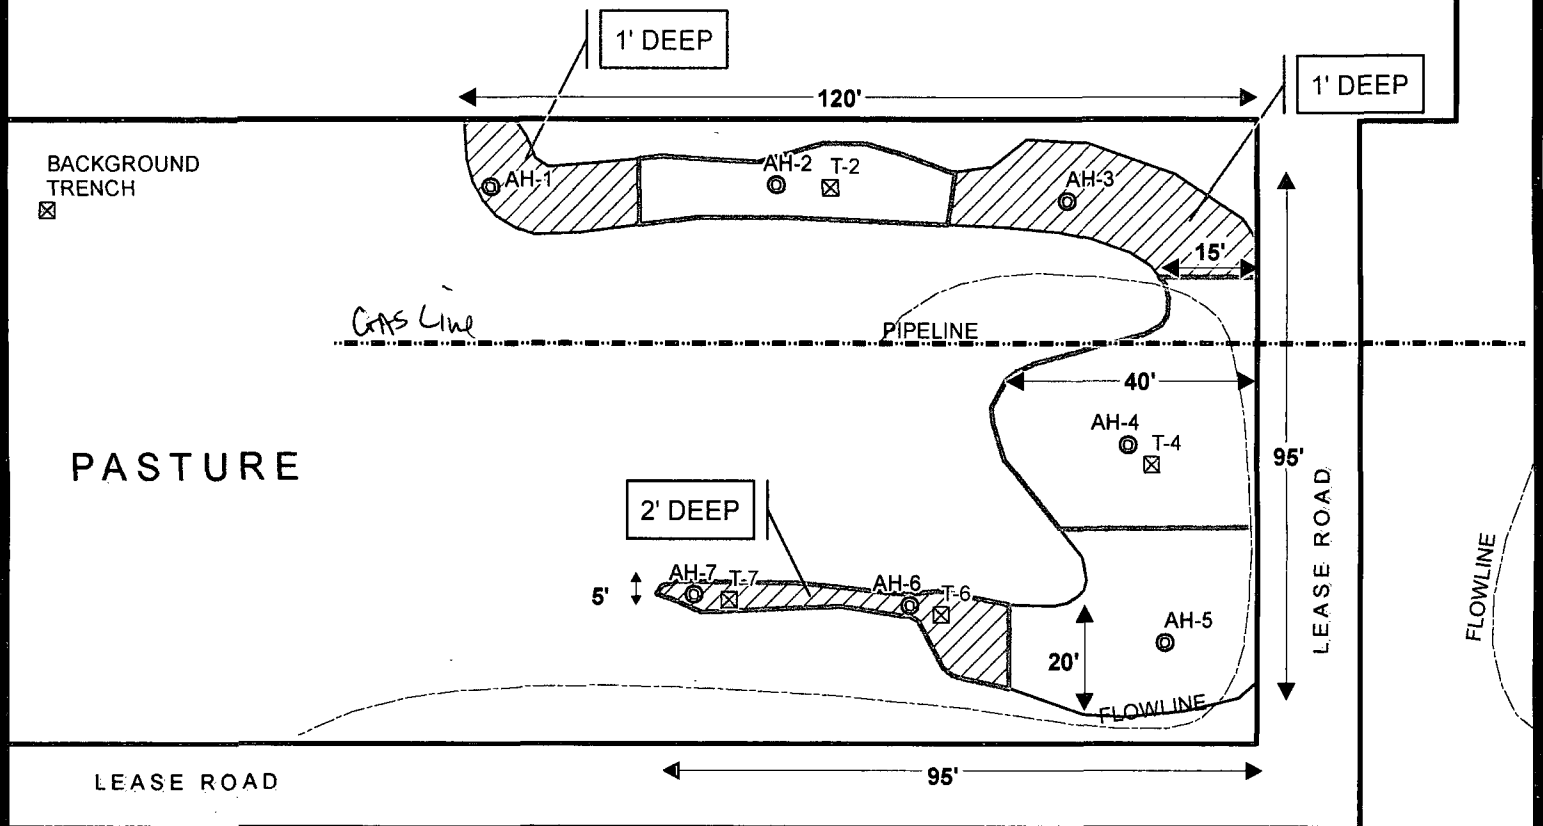 1' DEEP
1' DEEP
120'
BACKGROUND
TRENCH
AH-1
AH-2
T-2
AH-3
15'
GAS Line
PIPELINE
40'
AH-4
T-4
95'
PASTURE
LEASE ROAD
2' DEEP
FLOWLINE
5'
AH-7
T-7
AH-6
T-6
AH-5
20'
FLOWLINE
LEASE ROAD
95'